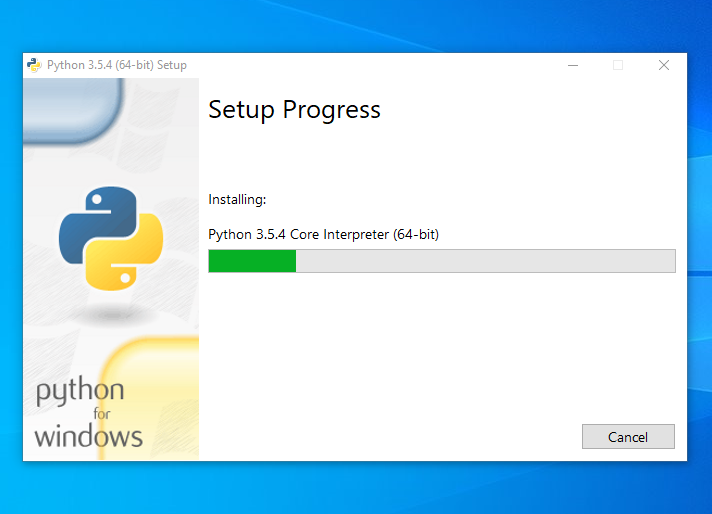 Python 3.5.4 (64-bit) Setup
Setup Progress
Installing:
Python 3.5.4 Core Interpreter (64-bit)
python
for
windows
Cancel